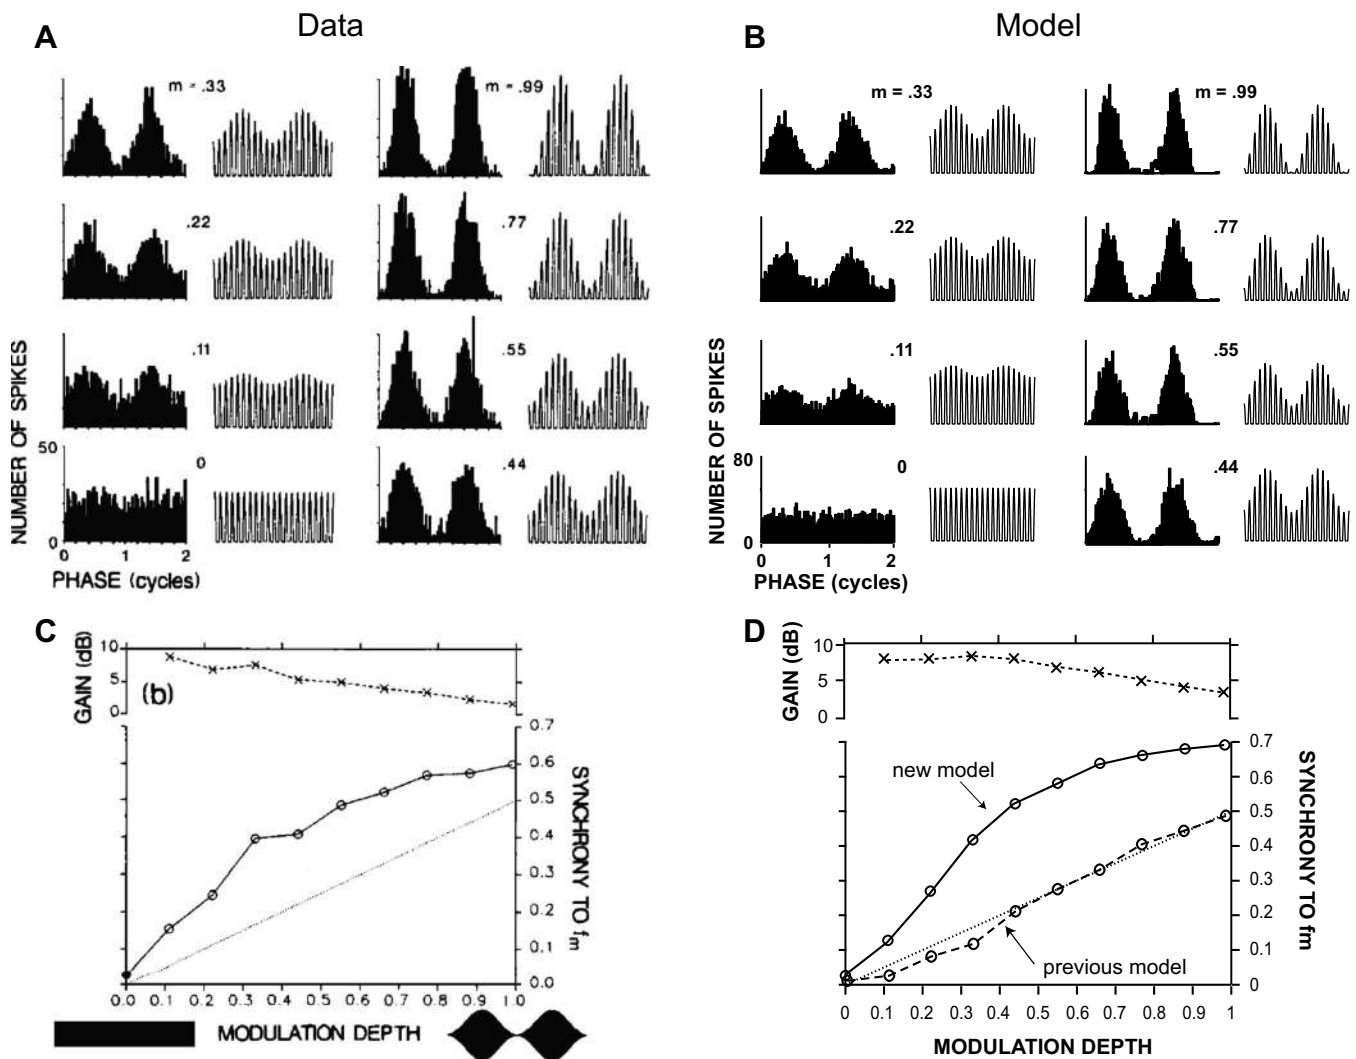 Data
Model
A
m = .33
m = .99
.22
.77
.11
.55
0
.44
NUMBER OF SPIKES
50
0
0 1 2
PHASE (cycles)
B
m = .33
m = .99
.22
.77
.11
.55
0
.44
NUMBER OF SPIKES
80
0
0 1 2
PHASE (cycles)
C
GAIN (dB)
10
5
0
(b)
0.7
0.6
0.5
0.4
0.3
0.2
0.1
0.0
SYNCHRONY TO fm
0.0 0.1 0.2 0.3 0.4 0.5 0.6 0.7 0.8 0.9 1.0
MODULATION DEPTH
D
GAIN (dB)
10
5
0
new model
previous model
0.7
0.6
0.5
0.4
0.3
0.2
0.1
0
SYNCHRONY TO fm
0 0.1 0.2 0.3 0.4 0.5 0.6 0.7 0.8 0.9 1
MODULATION DEPTH